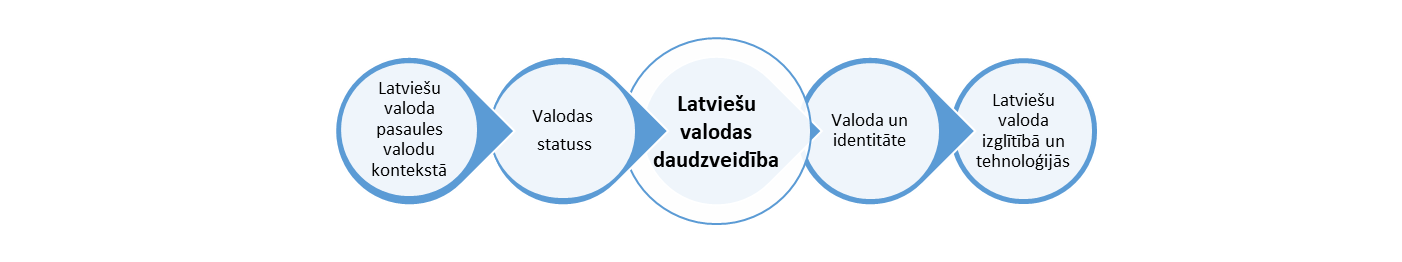 Latviešu
valoda
pasaules
valodu
kontekstā
Valodas
statuss
Latviešu
valodas
daudzveidība
Valoda un
identitāte
Latviešu
valoda
izglītībā un
tehnoloģijās